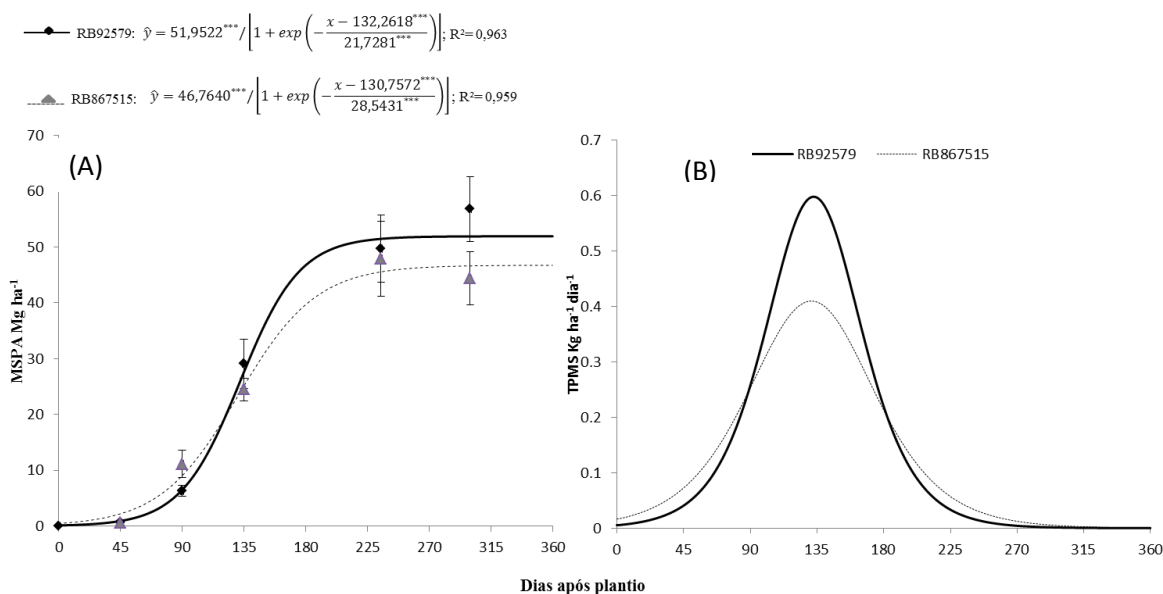 RB92579: ŷ = 51,9522*** / [1 + exp(−(x − 132,2618***)/21,7281***)]; R²= 0,963
RB867515: ŷ = 46,7640*** / [1 + exp(−(x − 130,7572***)/28,5431***)]; R²= 0,959
(A)
MSPA Mg ha⁻¹
70
60
50
40
30
20
10
0
0 45 90 135 180 225 270 315 360
(B)
RB92579 RB867515
TPMS Kg ha⁻¹ dia⁻¹
0.7
0.6
0.5
0.4
0.3
0.2
0.1
0
0 45 90 135 180 225 270 315 360
Dias após plantio